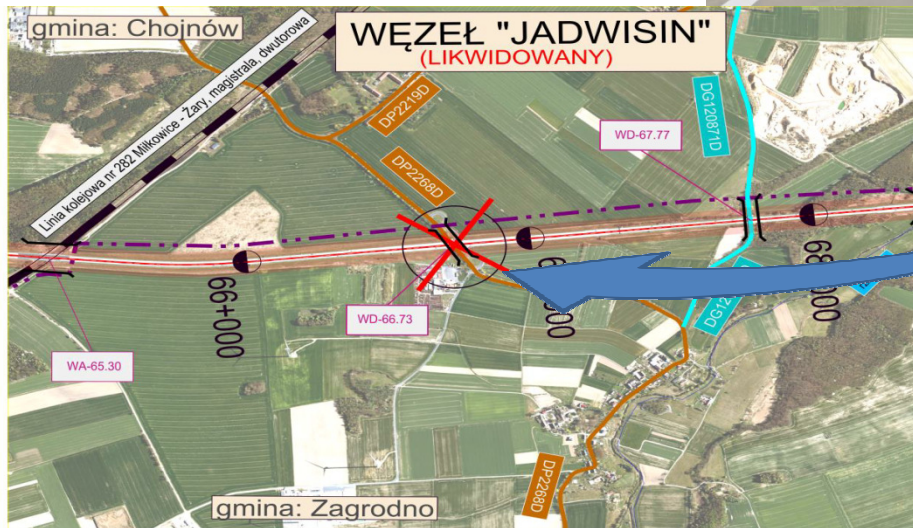 gmina: Chojnów
WĘZEŁ "JADWISIN"
(LIKWIDOWANY)
Linia kolejowa nr 282 Miłkowice - Żary, magistrala, dwutorowa
DP2219D
DP2268D
WD-67.77
DG120871D
66+000
WD-66.73
WA-65.30
DP2268D
gmina: Zagrodno